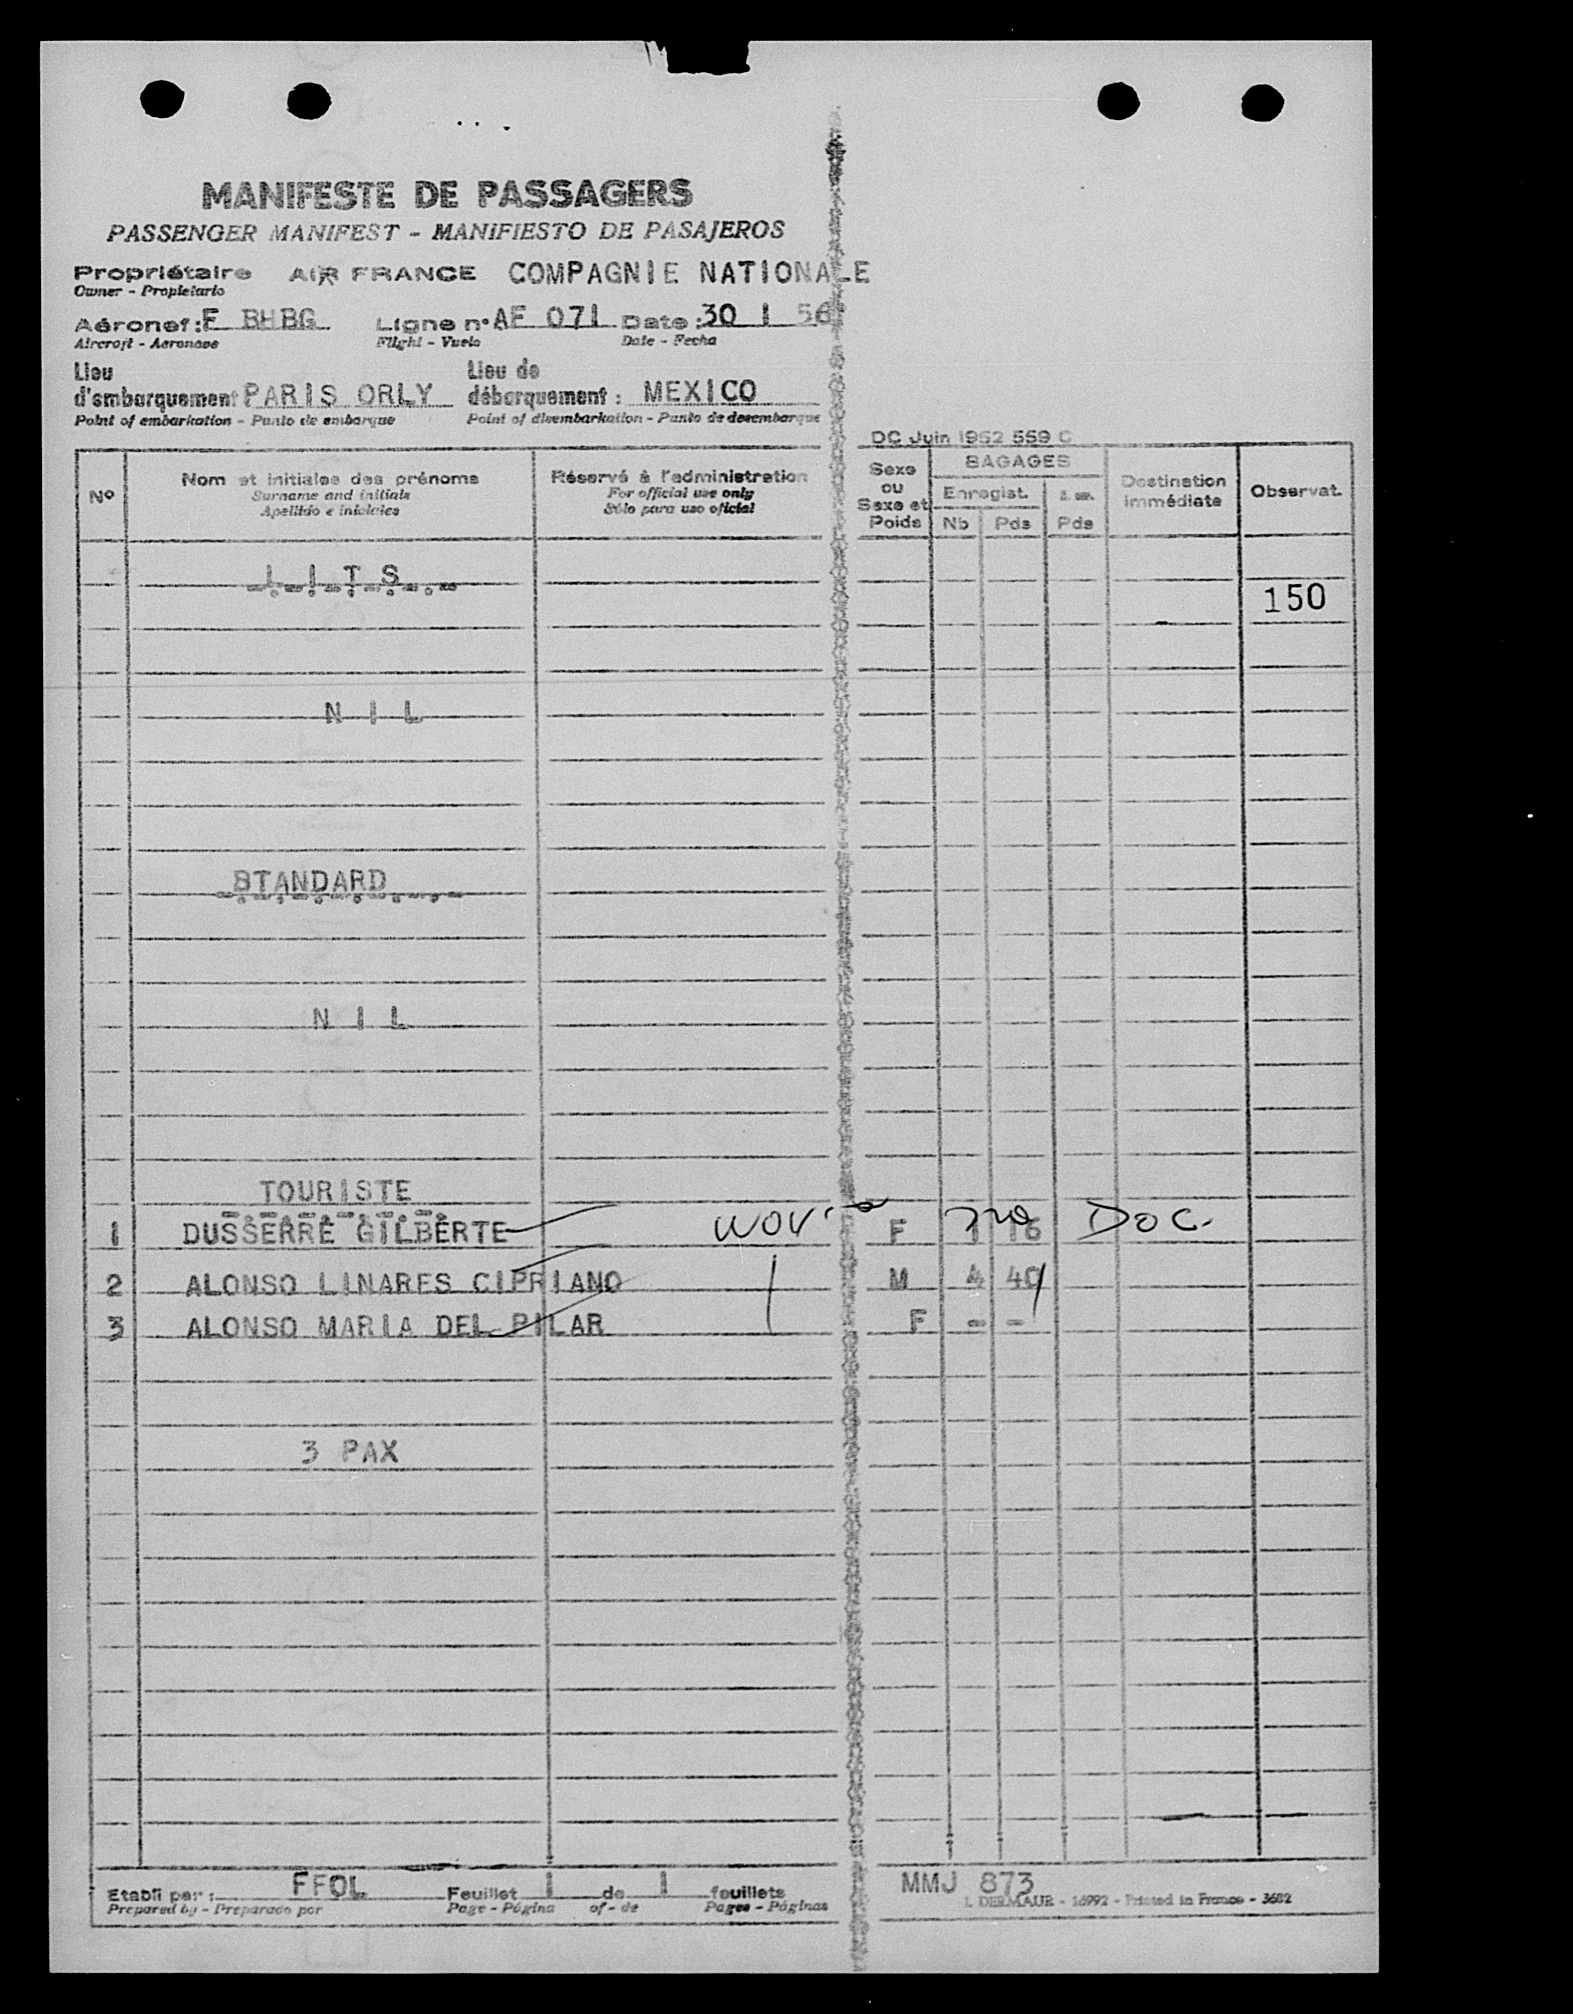 MANIFESTE DE PASSAGERS
PASSENGER MANIFEST - MANIFIESTO DE PASAJEROS
Propriétaire AIR FRANCE COMPAGNIE NATIONALE
Owner - Propietario
Aéronef : F BHBG Ligne n° AF 071 Date : 30 1 56
Aircraft - Aeronave Flight - Vuelo Date - Fecha
Lieu d'embarquement : PARIS ORLY Lieu de débarquement : MEXICO
Point of embarkation - Punto de embarque Point of disembarkation - Punto de desembarque
DC Juin 1952 559 C
N° Nom et initiales des prénoms Réservé à l'administration Sexe ou Sexe et Poids BAGAGES Destination immédiate Observat.
Surname and initials For official use only Enregist.
Apellido e iniciales Sólo para uso oficial Nb Pds Pds
L I T S
150
N I L
STANDARD
N I L
TOURISTE
1 DUSSERRE GILBERTE F 1 16 DOC.
2 ALONSO LINARES CIPRIANO M 4 40
3 ALONSO MARIA DEL PILAR F - -
3 PAX
Etabli par : FFOL Feuillet 1 de 1 feuillets MMJ 873
Prepared by - Preparado por Page - Página of - de Pages - Páginas I. DERMAUR - 16992 - Printed in France - 3682